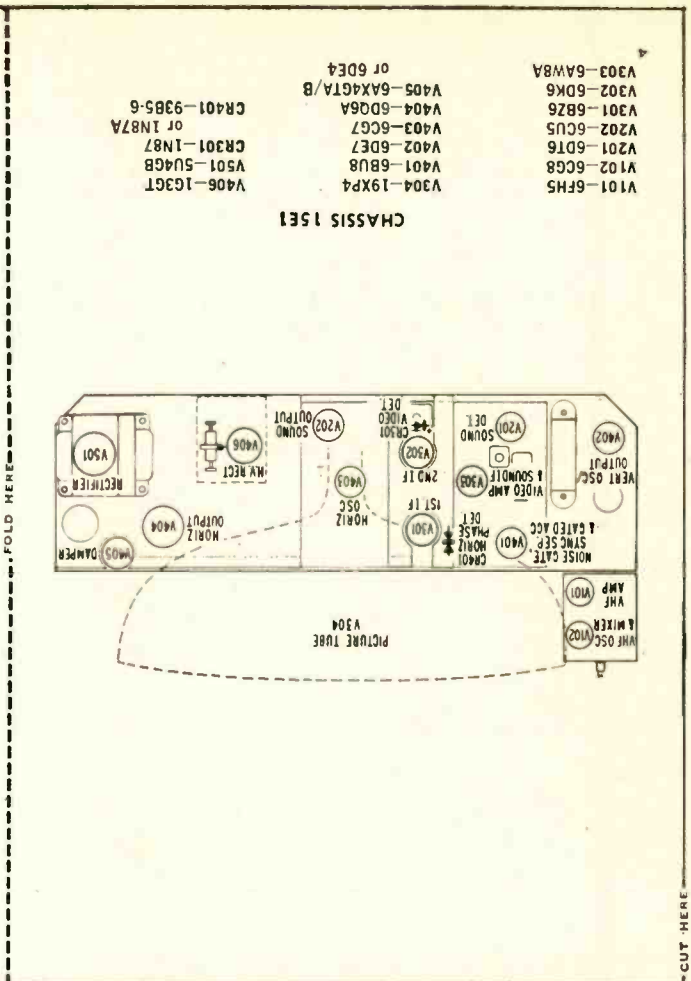 CUT HERE
FOLD HERE
VHF OSC
& MIXER
V102
VHF
AMP
V101
PICTURE TUBE
V304
NOISE GATE
SYNC SEP.
& GATED AGC
V401
CR401
HORIZ
PHASE
DET
1ST. IF
V301
HORIZ
OSC
V403
HORIZ
OUTPUT
V404
DAMPER
V405
VERT OSC
OUTPUT
V402
VIDEO AMP
& SOUND IF
V303
SOUND
DET.
V201
2ND IF
V302
CR301
VIDEO
DET.
SOUND
OUTPUT
V202
H.V. RECT
V406
RECTIFIER
V501
CHASSIS 15E1
V101—6FH5
V102—6CG8
V201—6DT6
V202—6CU5
V301—6BZ6
V302—6DK6
V303—6AW8A
V304—19XP4
V401—6BU8
V402—6DE7
V403—6CG7
V404—6DQ6A
V405—6AX4GTA/B
or 6DE4
V406—1G3GT
V501—5U4GB
CR301—1N87
or 1N87A
CR401—93B5-6